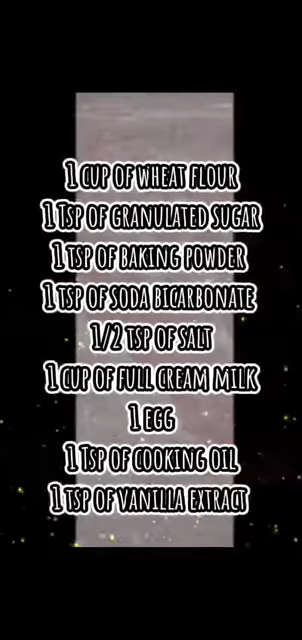 1 CUP OF WHEAT FLOUR
1 TSP OF GRANULATED SUGAR
1 TSP OF BAKING POWDER
1 TSP OF SODA BICARBONATE
1/2 TSP OF SALT
1 CUP OF FULL CREAM MILK
1 EGG
1 TSP OF COOKING OIL
1 TSP OF VANILLA EXTRACT